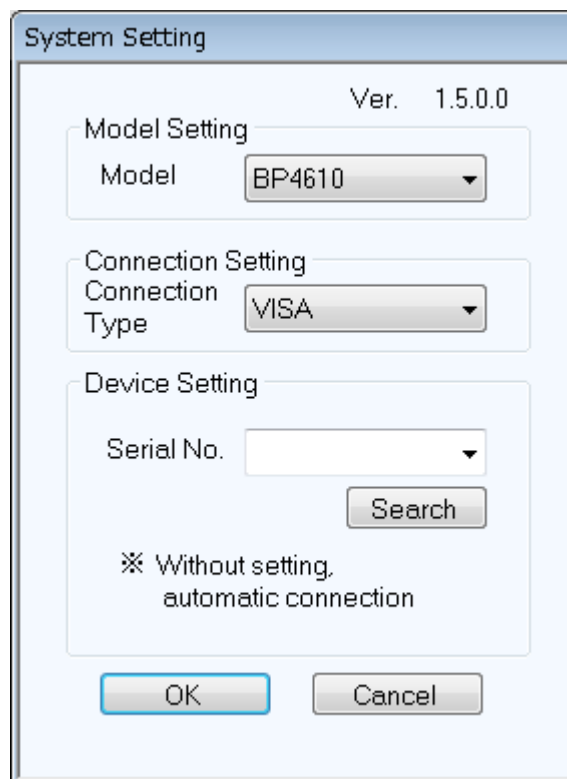 System Setting
Ver. 1.5.0.0
Model Setting
Model BP4610
Connection Setting
Connection
Type VISA
Device Setting
Serial No.
Search
※ Without setting,
automatic connection
OK Cancel